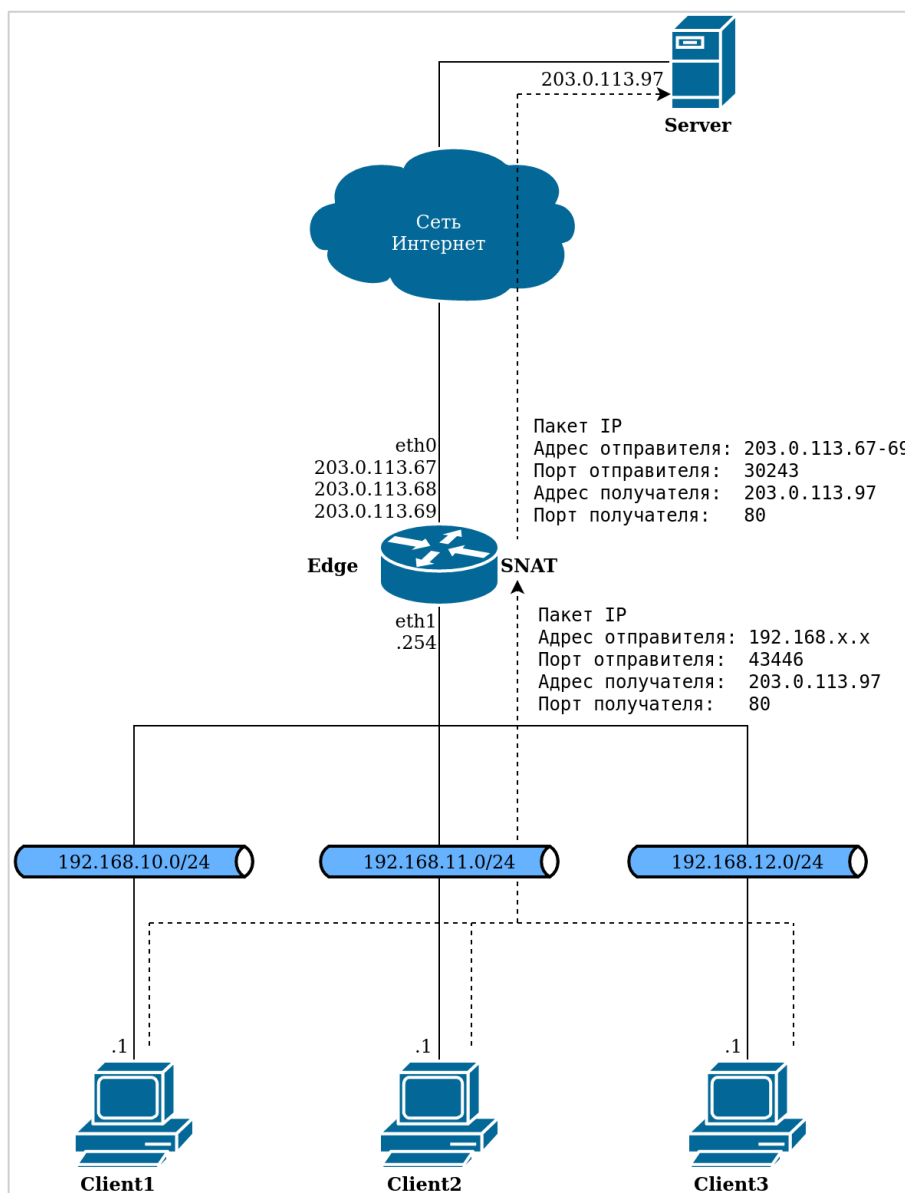 203.0.113.97
Server
Сеть
Интернет
Пакет IP
Адрес отправителя: 203.0.113.67-69
Порт отправителя: 30243
Адрес получателя: 203.0.113.97
Порт получателя: 80
eth0
203.0.113.67
203.0.113.68
203.0.113.69
Edge
SNAT
eth1
.254
Пакет IP
Адрес отправителя: 192.168.x.x
Порт отправителя: 43446
Адрес получателя: 203.0.113.97
Порт получателя: 80
192.168.10.0/24
192.168.11.0/24
192.168.12.0/24
.1
.1
.1
Client1
Client2
Client3